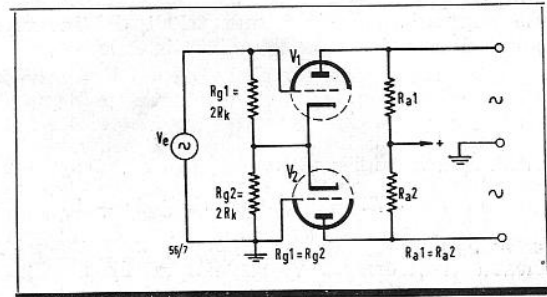 V1
Rg1=
2Rk
Ra1
Ve
∼
+
V2
Rg2=
2Rk
Ra2
∼
56/7
Rg1=Rg2
Ra1=Ra2